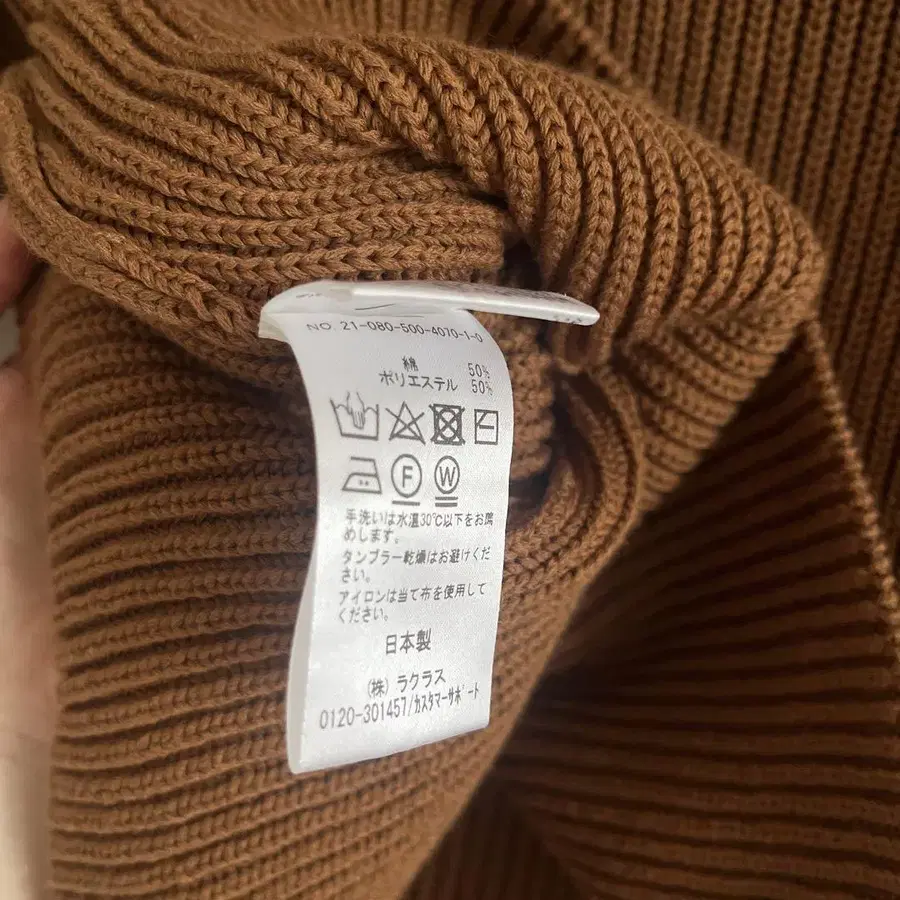 NO. 21-080-500-4070-1-0
綿 50%
ポリエステル 50%
F W
手洗いは水温30℃以下をお薦
めします。
タンブラー乾燥はお避けくだ
さい。
アイロンは当て布を使用して
ください。
日本製
(株) ラクラス
0120-301457/ｶｽﾀﾏｰｻﾎﾟｰﾄ